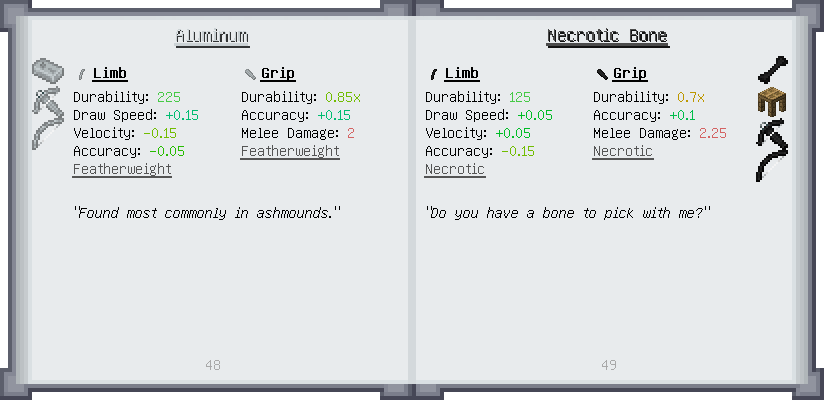 Aluminum
Limb
Durability: 225
Draw Speed: +0.15
Velocity: -0.15
Accuracy: -0.05
Featherweight
Grip
Durability: 0.85x
Accuracy: +0.15
Melee Damage: 2
Featherweight
"Found most commonly in ashmounds."
48
Necrotic Bone
Limb
Durability: 125
Draw Speed: +0.05
Velocity: +0.05
Accuracy: -0.15
Necrotic
Grip
Durability: 0.7x
Accuracy: +0.1
Melee Damage: 2.25
Necrotic
"Do you have a bone to pick with me?"
49